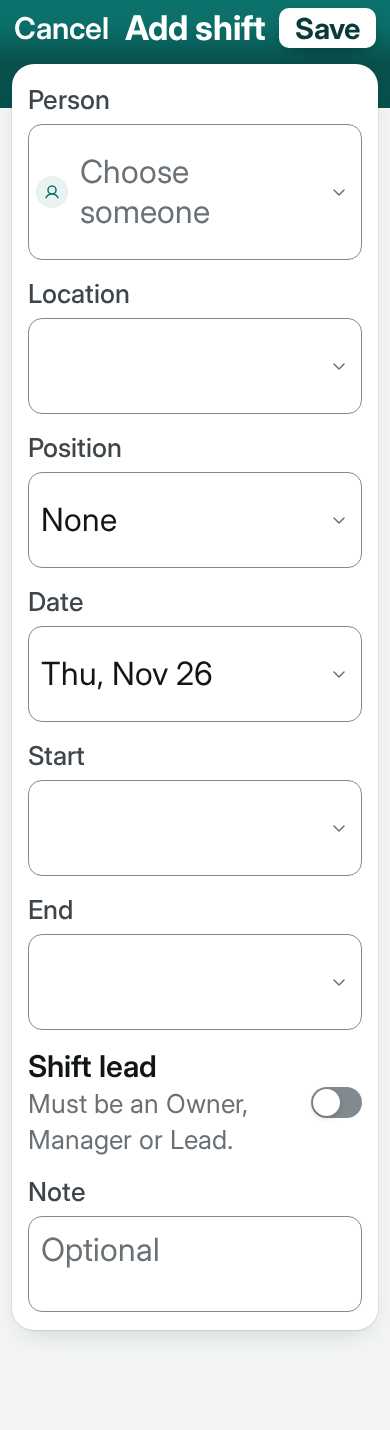 Cancel
Add shift
Save
Person
Choose
someone
Location
Position
None
Date
Thu, Nov 26
Start
End
Shift lead
Must be an Owner,
Manager or Lead.
Note
Optional